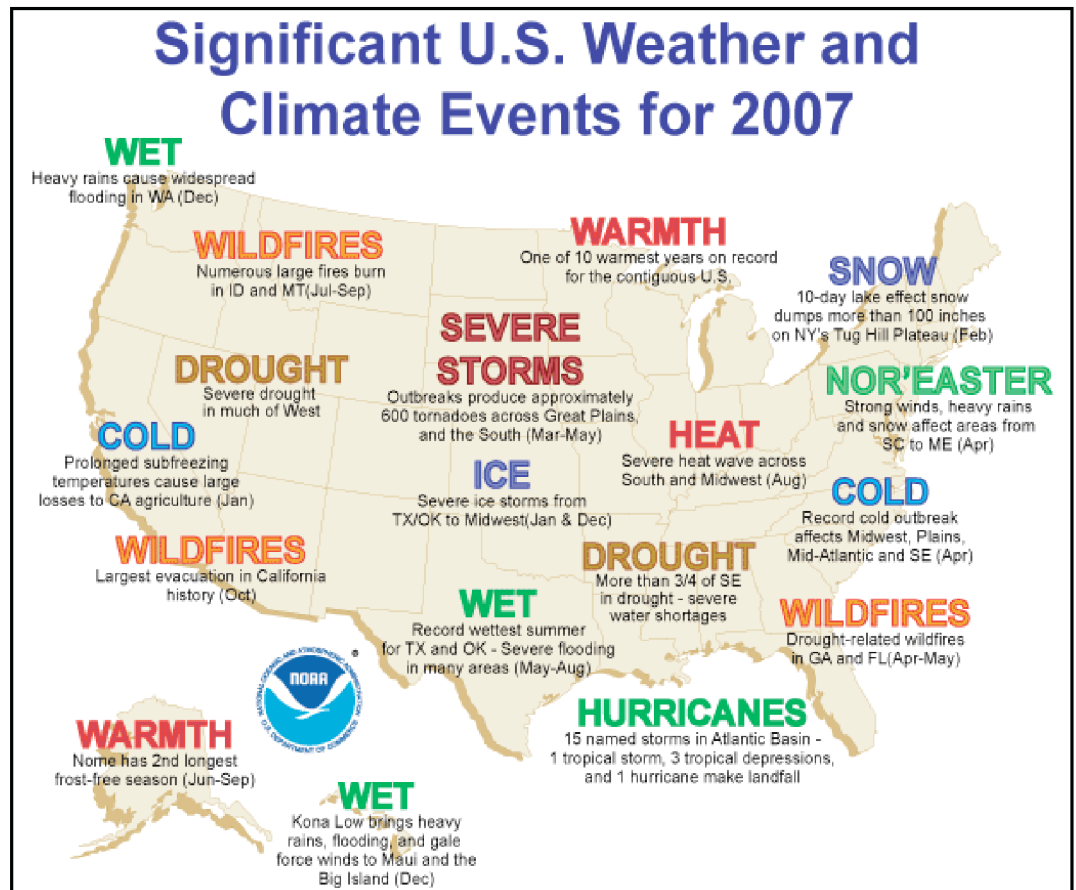 Significant U.S. Weather and
Climate Events for 2007
WET
Heavy rains cause widespread
flooding in WA (Dec)
WILDFIRES
Numerous large fires burn
in ID and MT(Jul-Sep)
WARMTH
One of 10 warmest years on record
for the contiguous U.S.
SNOW
10-day lake effect snow
dumps more than 100 inches
on NY's Tug Hill Plateau (Feb)
SEVERE
STORMS
Outbreaks produce approximately
600 tornadoes across Great Plains,
and the South (Mar-May)
DROUGHT
Severe drought
in much of West
NOR'EASTER
Strong winds, heavy rains
and snow affect areas from
SC to ME (Apr)
COLD
Prolonged subfreezing
temperatures cause large
losses to CA agriculture (Jan)
HEAT
Severe heat wave across
South and Midwest (Aug)
ICE
Severe ice storms from
TX/OK to Midwest(Jan & Dec)
COLD
Record cold outbreak
affects Midwest, Plains,
Mid-Atlantic and SE (Apr)
WILDFIRES
Largest evacuation in California
history (Oct)
DROUGHT
More than 3/4 of SE
in drought - severe
water shortages
WET
Record wettest summer
for TX and OK - Severe flooding
in many areas (May-Aug)
WILDFIRES
Drought-related wildfires
in GA and FL(Apr-May)
NATIONAL OCEANIC AND ATMOSPHERIC ADMINISTRATION
NOAA
U.S. DEPARTMENT OF COMMERCE
®
HURRICANES
15 named storms in Atlantic Basin -
1 tropical storm, 3 tropical depressions,
and 1 hurricane make landfall
WARMTH
Nome has 2nd longest
frost-free season (Jun-Sep)
WET
Kona Low brings heavy
rains, flooding, and gale
force winds to Maui and the
Big Island (Dec)